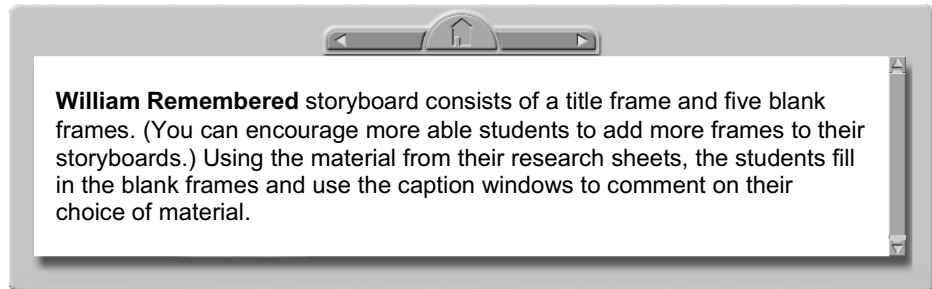 William Remembered storyboard consists of a title frame and five blank
frames. (You can encourage more able students to add more frames to their
storyboards.) Using the material from their research sheets, the students fill
in the blank frames and use the caption windows to comment on their
choice of material.